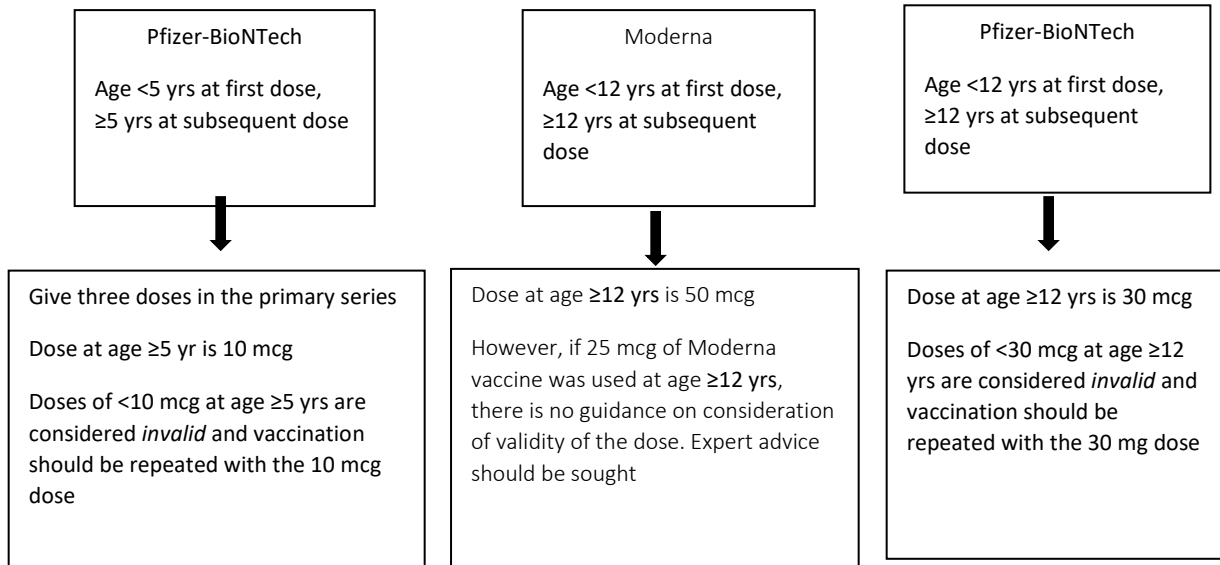 Pfizer-BioNTech
Age <5 yrs at first dose,
≥5 yrs at subsequent dose
Moderna
Age <12 yrs at first dose,
≥12 yrs at subsequent
dose
Pfizer-BioNTech
Age <12 yrs at first dose,
≥12 yrs at subsequent
dose
Give three doses in the primary series
Dose at age ≥5 yr is 10 mcg
Doses of <10 mcg at age ≥5 yrs are
considered invalid and vaccination
should be repeated with the 10 mcg
dose
Dose at age ≥12 yrs is 50 mcg
However, if 25 mcg of Moderna
vaccine was used at age ≥12 yrs,
there is no guidance on consideration
of validity of the dose. Expert advice
should be sought
Dose at age ≥12 yrs is 30 mcg
Doses of <30 mcg at age ≥12
yrs are considered invalid and
vaccination should be
repeated with the 30 mg dose